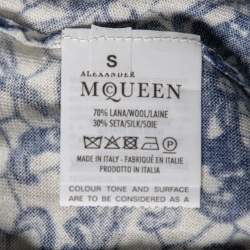 S
ALEXANDER
McQUEEN
70% LANA/WOOL/LAINE
30% SETA/SILK/SOIE
MADE IN ITALY - FABRIQUE EN ITALIE
PRODOTTO IN ITALIA
COLOUR TONE AND SURFACE
ARE TO BE CONSIDERED AS A